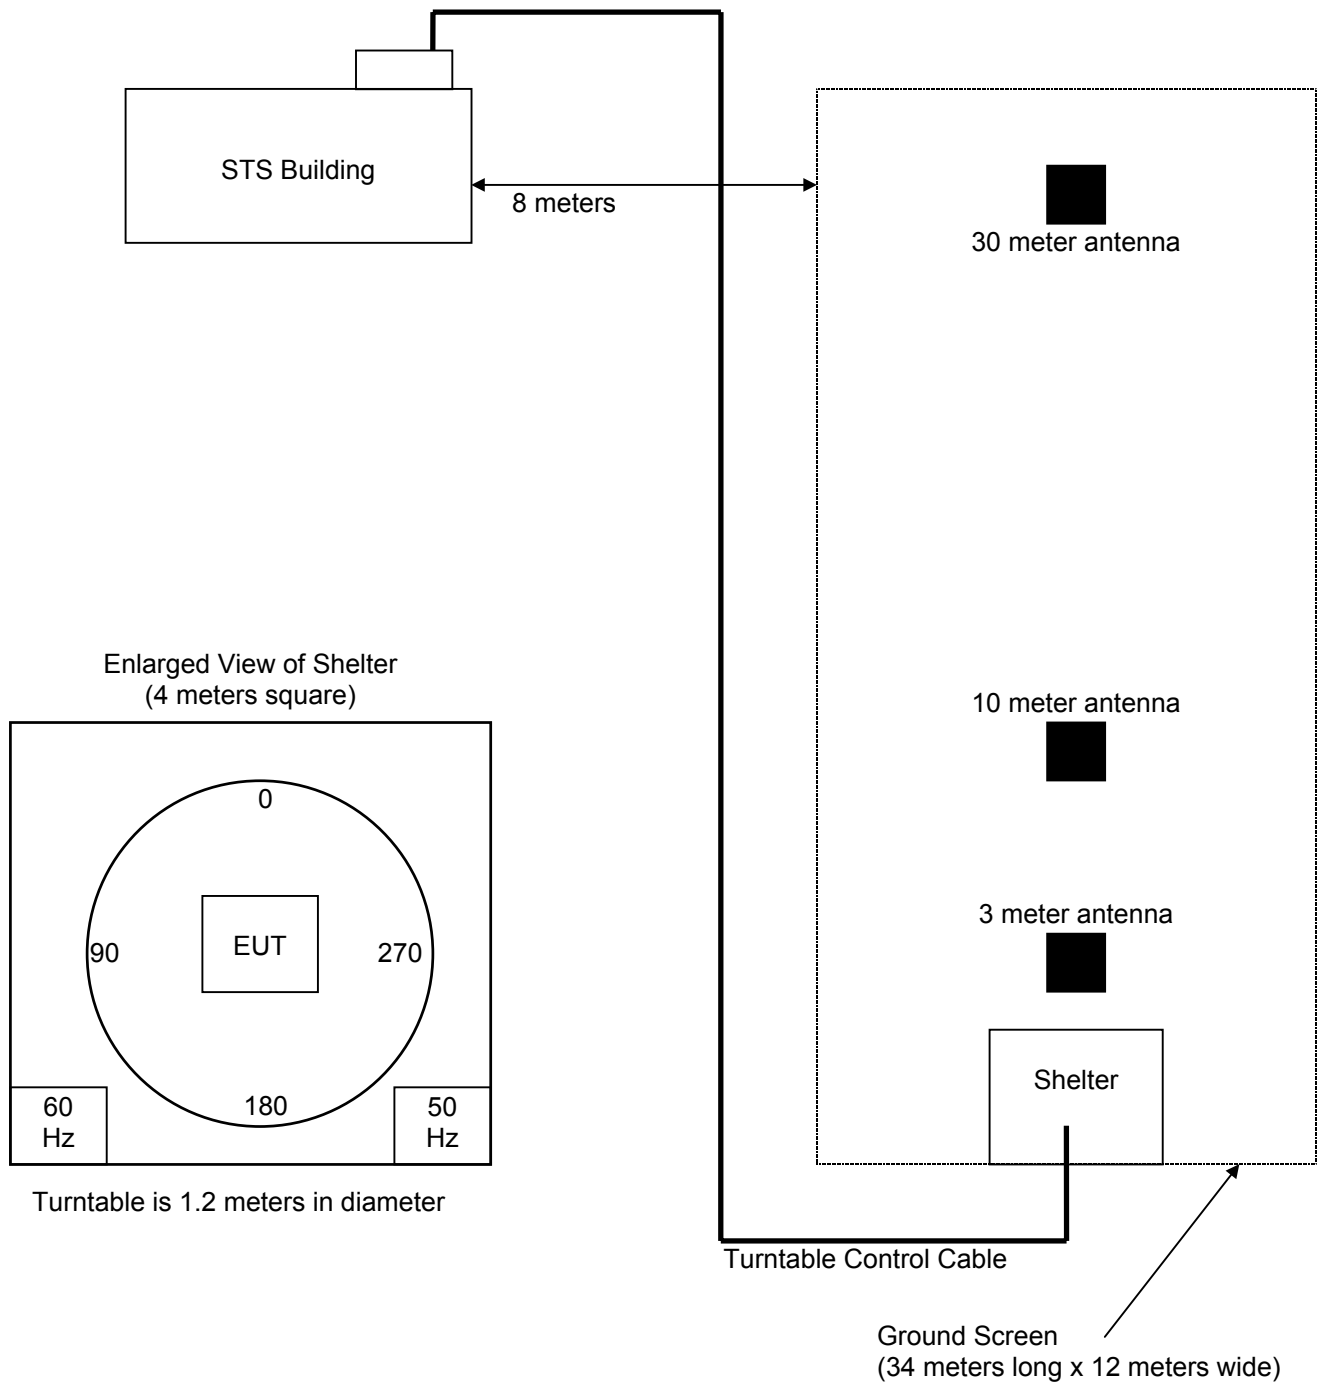 STS Building
8 meters
30 meter antenna
Enlarged View of Shelter
(4 meters square)
10 meter antenna
0
3 meter antenna
90
EUT
270
Shelter
60
Hz
180
50
Hz
Turntable is 1.2 meters in diameter
Turntable Control Cable
Ground Screen
(34 meters long x 12 meters wide)